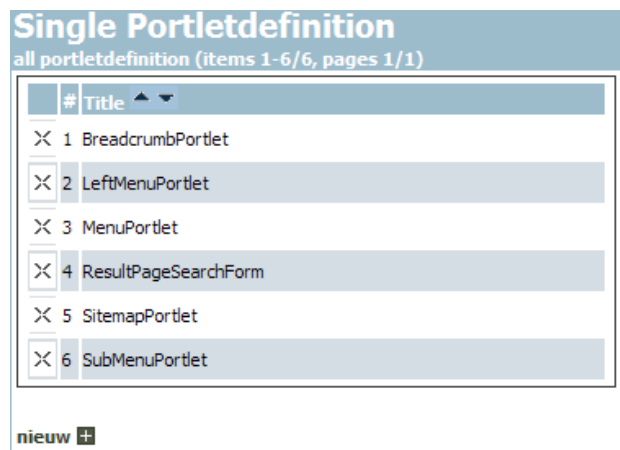 Single Portletdefinition
all portletdefinition (items 1-6/6, pages 1/1)
# Title
1 BreadcrumbPortlet
2 LeftMenuPortlet
3 MenuPortlet
4 ResultPageSearchForm
5 SitemapPortlet
6 SubMenuPortlet
nieuw